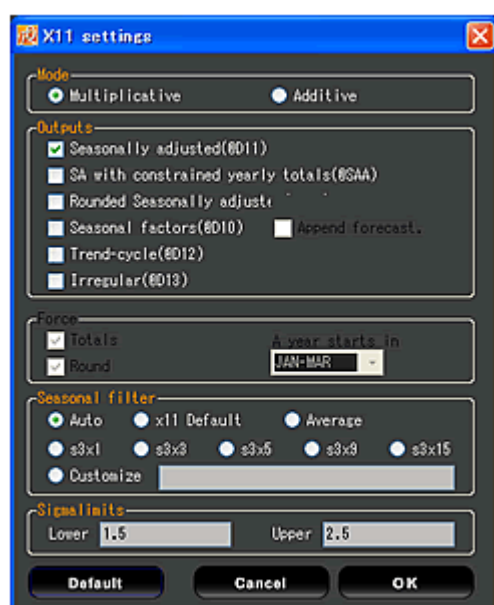 X11 settings
Mode
Multiplicative
Additive
Outputs
Seasonally adjusted(@D11)
SA with constrained yearly totals(@SAA)
Rounded Seasonally
Seasonal factors(@D10)
Append forecast.
Trend-cycle(@D12)
Irregular(@D13)
Force
Totals
A year starts in
Round
JAN-MAR
Seasonal filter
Auto
x11 Default
Average
s3x1
s3x3
s3x5
s3x9
s3x15
Customize
Sigmalimits
Lower 1.5
Upper 2.5
Default
Cancel
OK